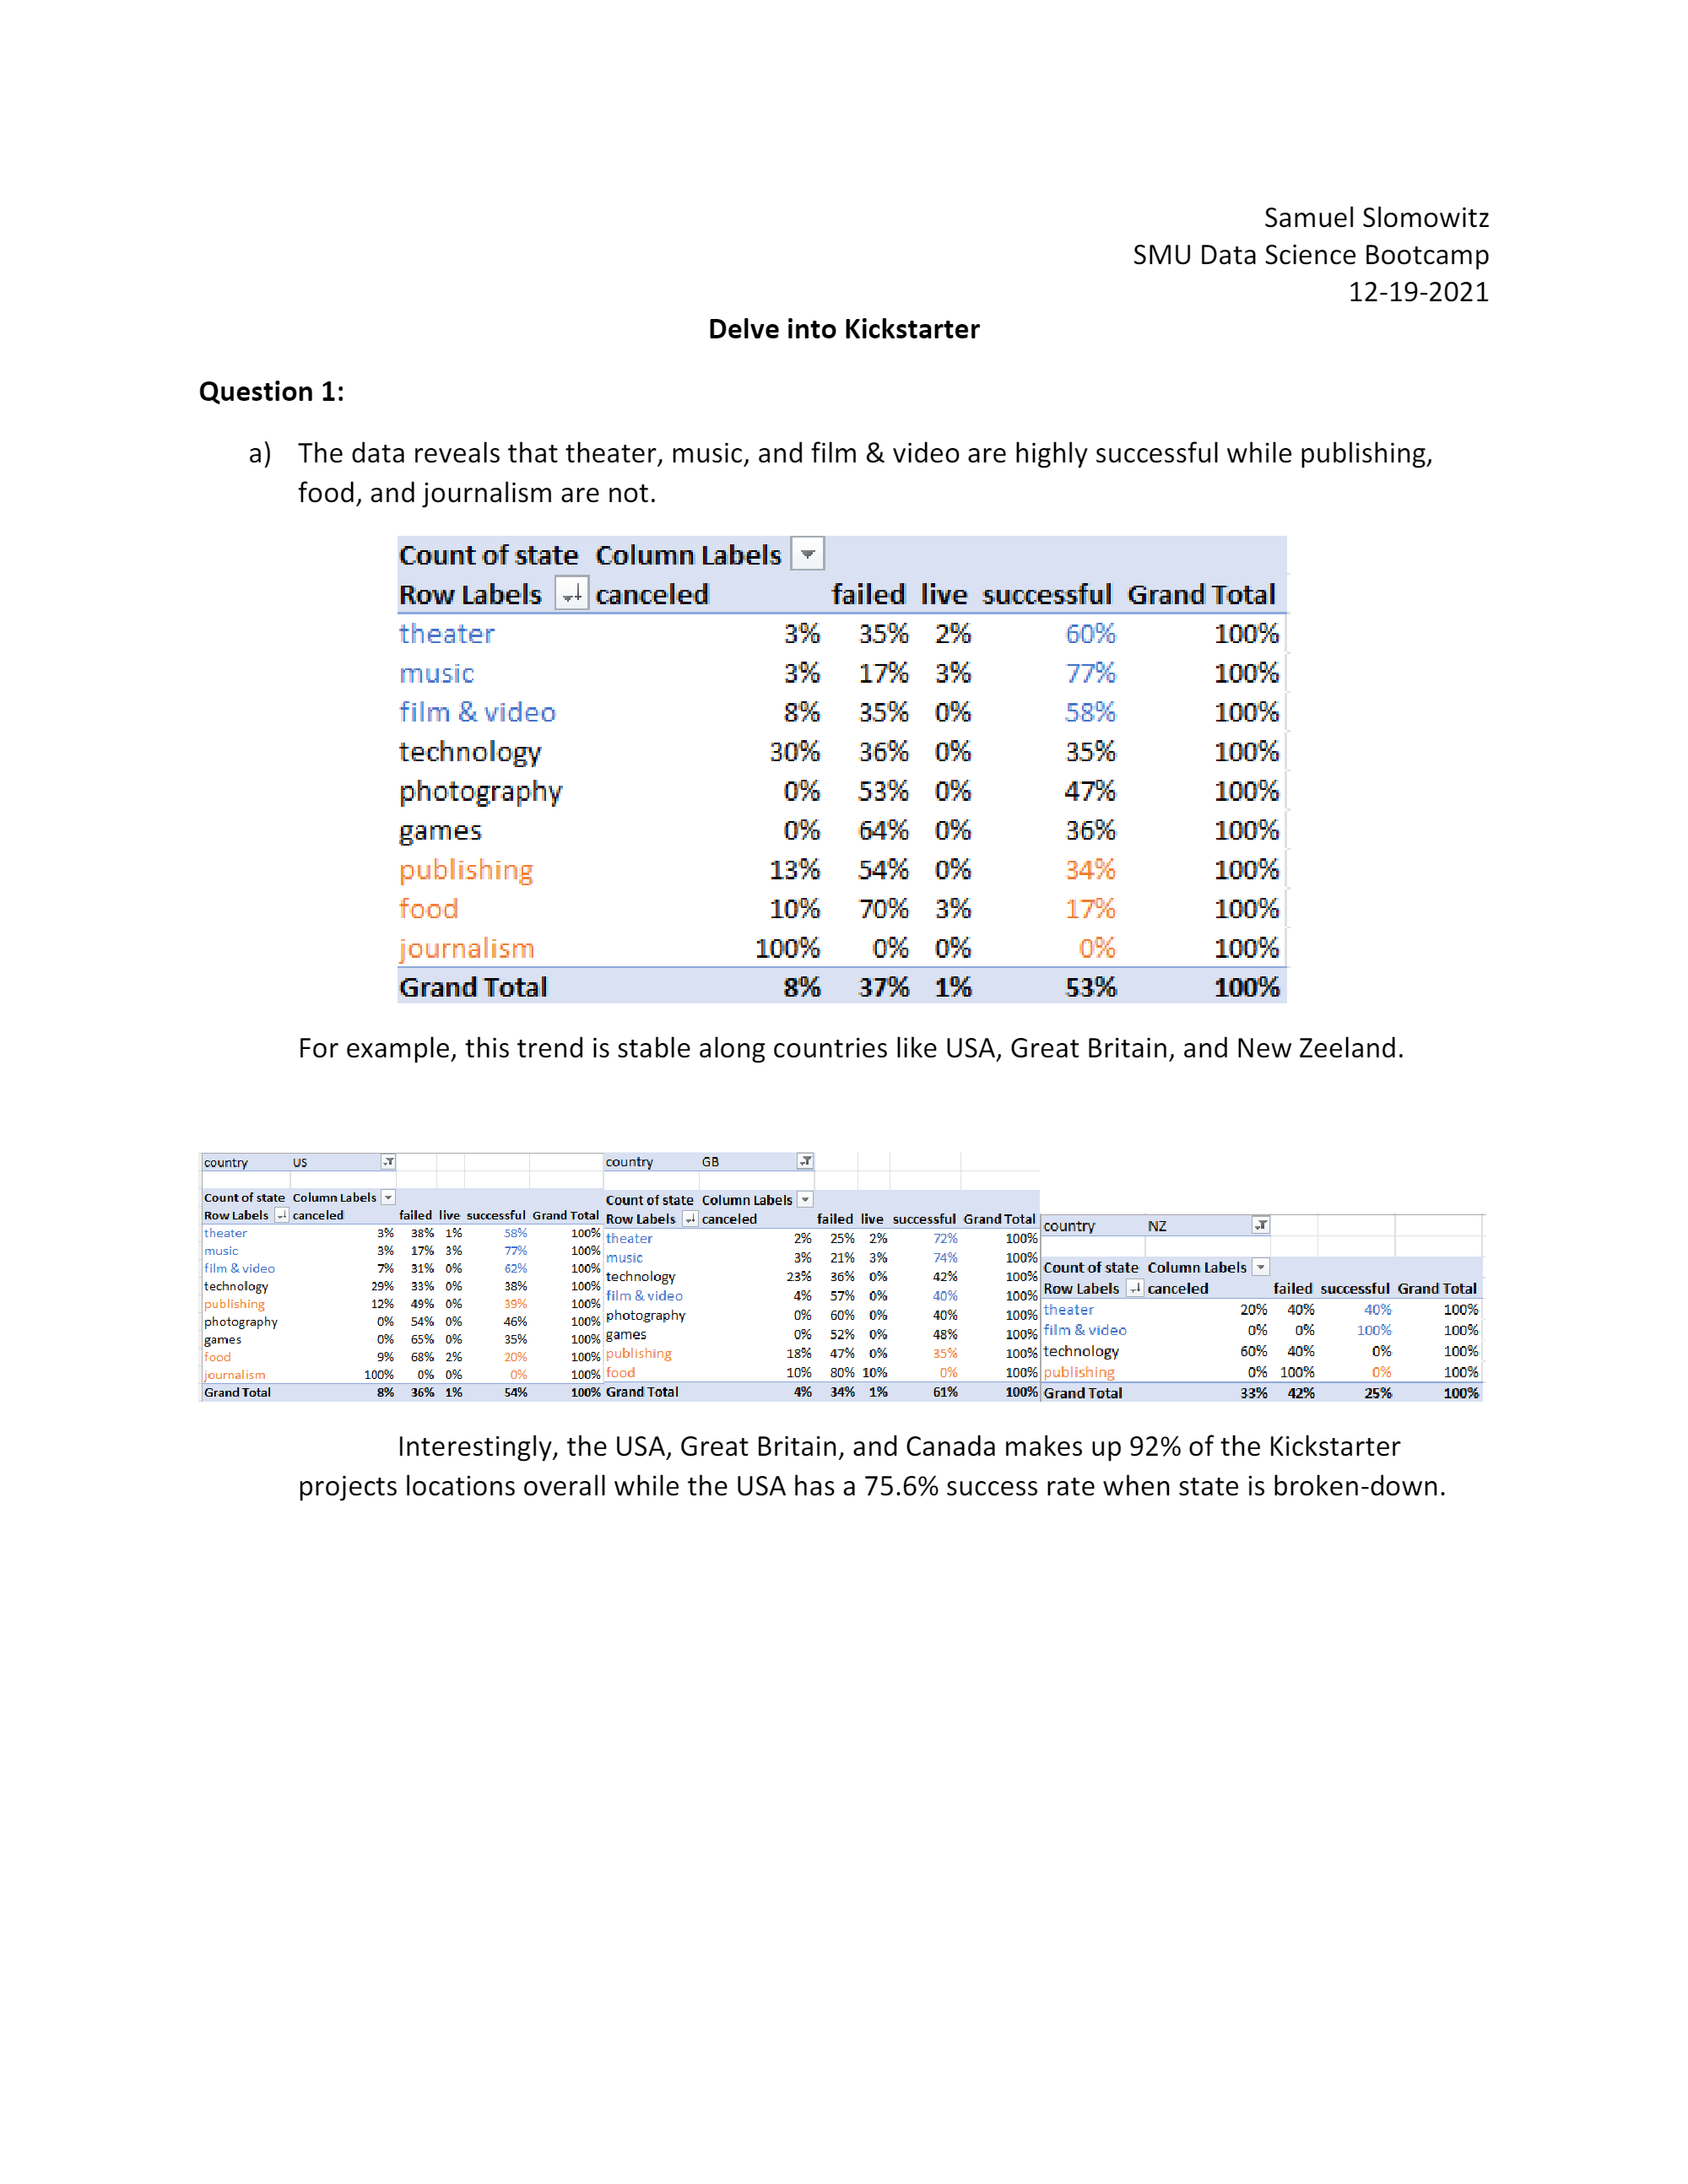 Samuel Slomowitz
SMU Data Science Bootcamp
12-19-2021
Delve into Kickstarter
Question 1:
a) The data reveals that theater, music, and film & video are highly successful while publishing,
food, and journalism are not.
Count of state Column Labels
Row Labels canceled failed live successful Grand Total
theater 3% 35% 2% 60% 100%
music 3% 17% 3% 77% 100%
film & video 8% 35% 0% 58% 100%
technology 30% 36% 0% 35% 100%
photography 0% 53% 0% 47% 100%
games 0% 64% 0% 36% 100%
publishing 13% 54% 0% 34% 100%
food 10% 70% 3% 17% 100%
journalism 100% 0% 0% 0% 100%
Grand Total 8% 37% 1% 53% 100%
For example, this trend is stable along countries like USA, Great Britain, and New Zeeland.
country US
Count of state Column Labels
Row Labels canceled failed live successful Grand Total
theater 3% 38% 1% 58% 100%
music 3% 17% 3% 77% 100%
film & video 7% 31% 0% 62% 100%
technology 29% 33% 0% 38% 100%
publishing 12% 49% 0% 39% 100%
photography 0% 54% 0% 46% 100%
games 0% 65% 0% 35% 100%
food 9% 68% 2% 20% 100%
journalism 100% 0% 0% 0% 100%
Grand Total 8% 36% 1% 54% 100%
country GB
Count of state Column Labels
Row Labels canceled failed live successful Grand Total
theater 2% 25% 2% 72% 100%
music 3% 21% 3% 74% 100%
technology 23% 36% 0% 42% 100%
film & video 4% 57% 0% 40% 100%
photography 0% 60% 0% 40% 100%
games 0% 52% 0% 48% 100%
publishing 18% 47% 0% 35% 100%
food 10% 80% 10% 0% 100%
Grand Total 4% 34% 1% 61% 100%
country NZ
Count of state Column Labels
Row Labels canceled failed successful Grand Total
theater 20% 40% 40% 100%
film & video 0% 0% 100% 100%
technology 60% 40% 0% 100%
publishing 0% 100% 0% 100%
Grand Total 33% 42% 25% 100%
Interestingly, the USA, Great Britain, and Canada makes up 92% of the Kickstarter
projects locations overall while the USA has a 75.6% success rate when state is broken-down.